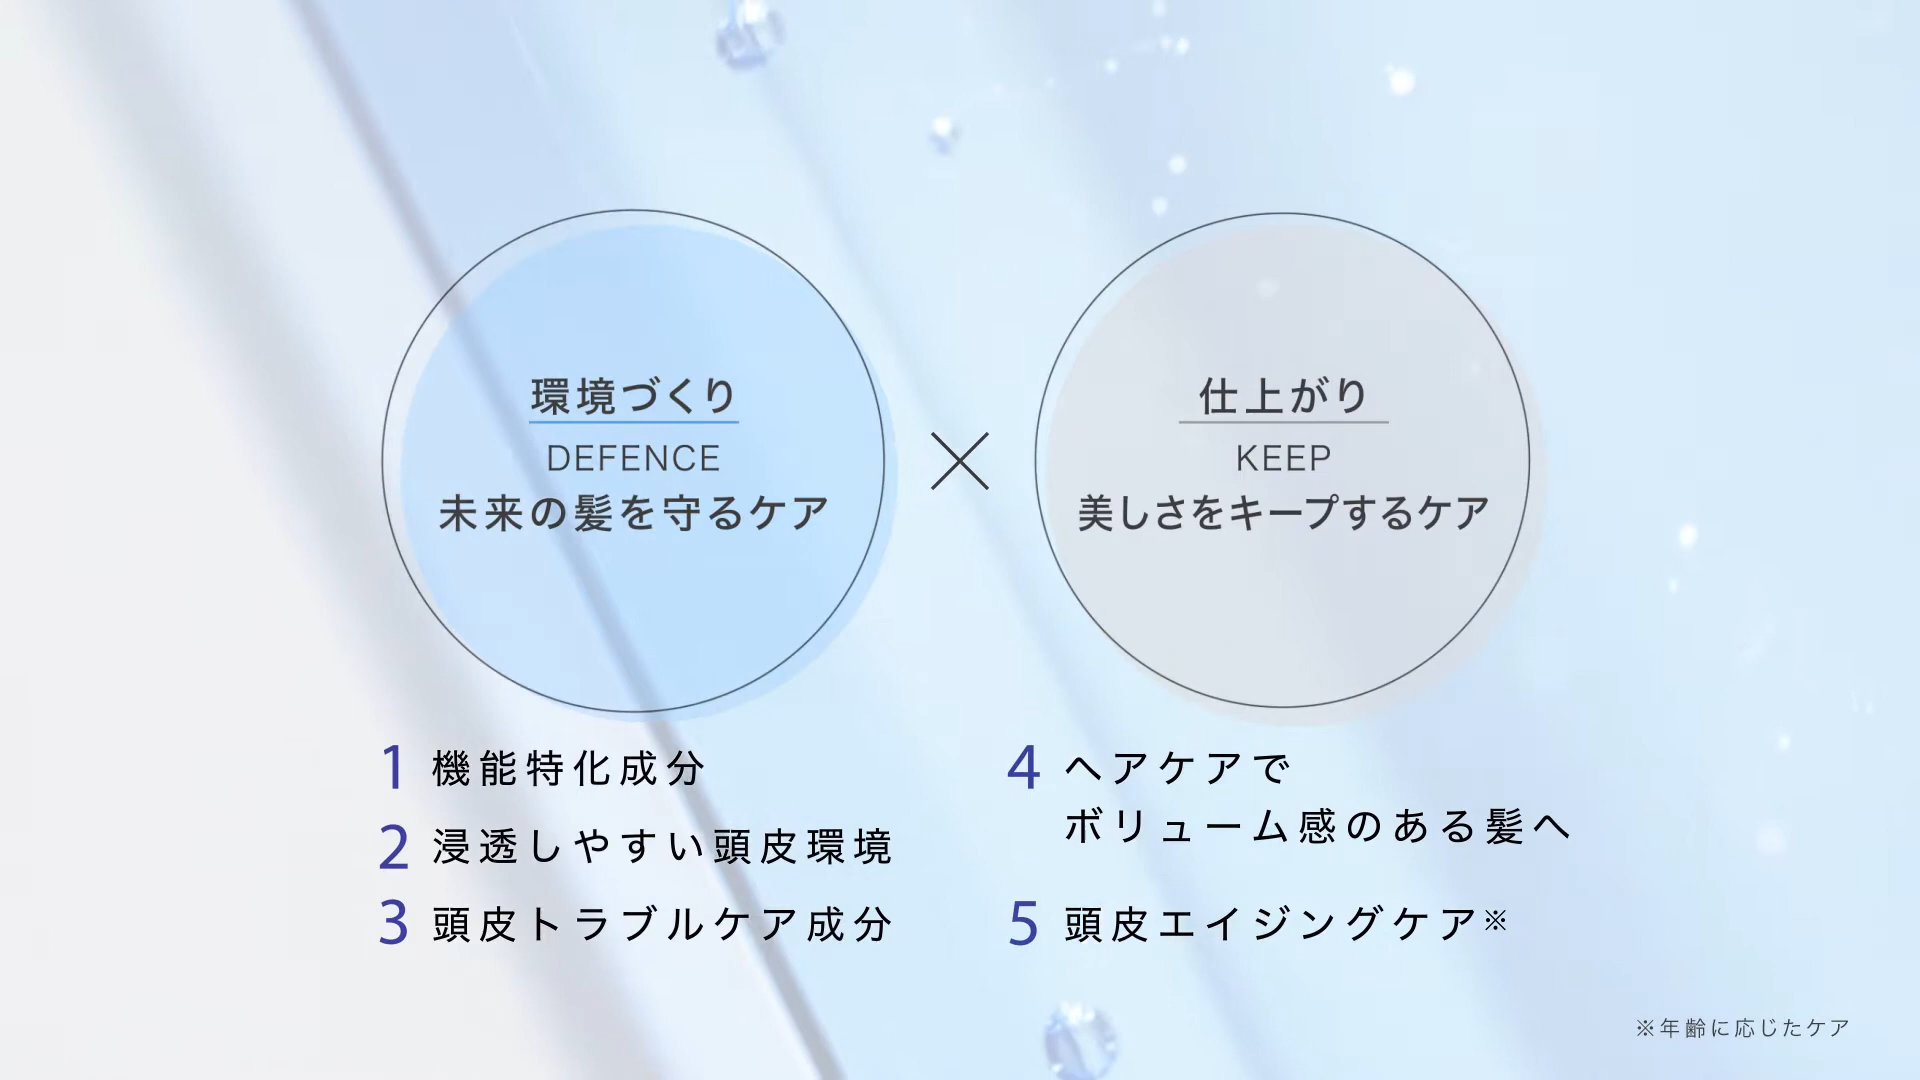 環境づくり
DEFENCE
未来の髪を守るケア
×
仕上がり
KEEP
美しさをキープするケア
1 機能特化成分
2 浸透しやすい頭皮環境
3 頭皮トラブルケア成分
4 ヘアケアで
ボリューム感のある髪へ
5 頭皮エイジングケア※
※年齢に応じたケア